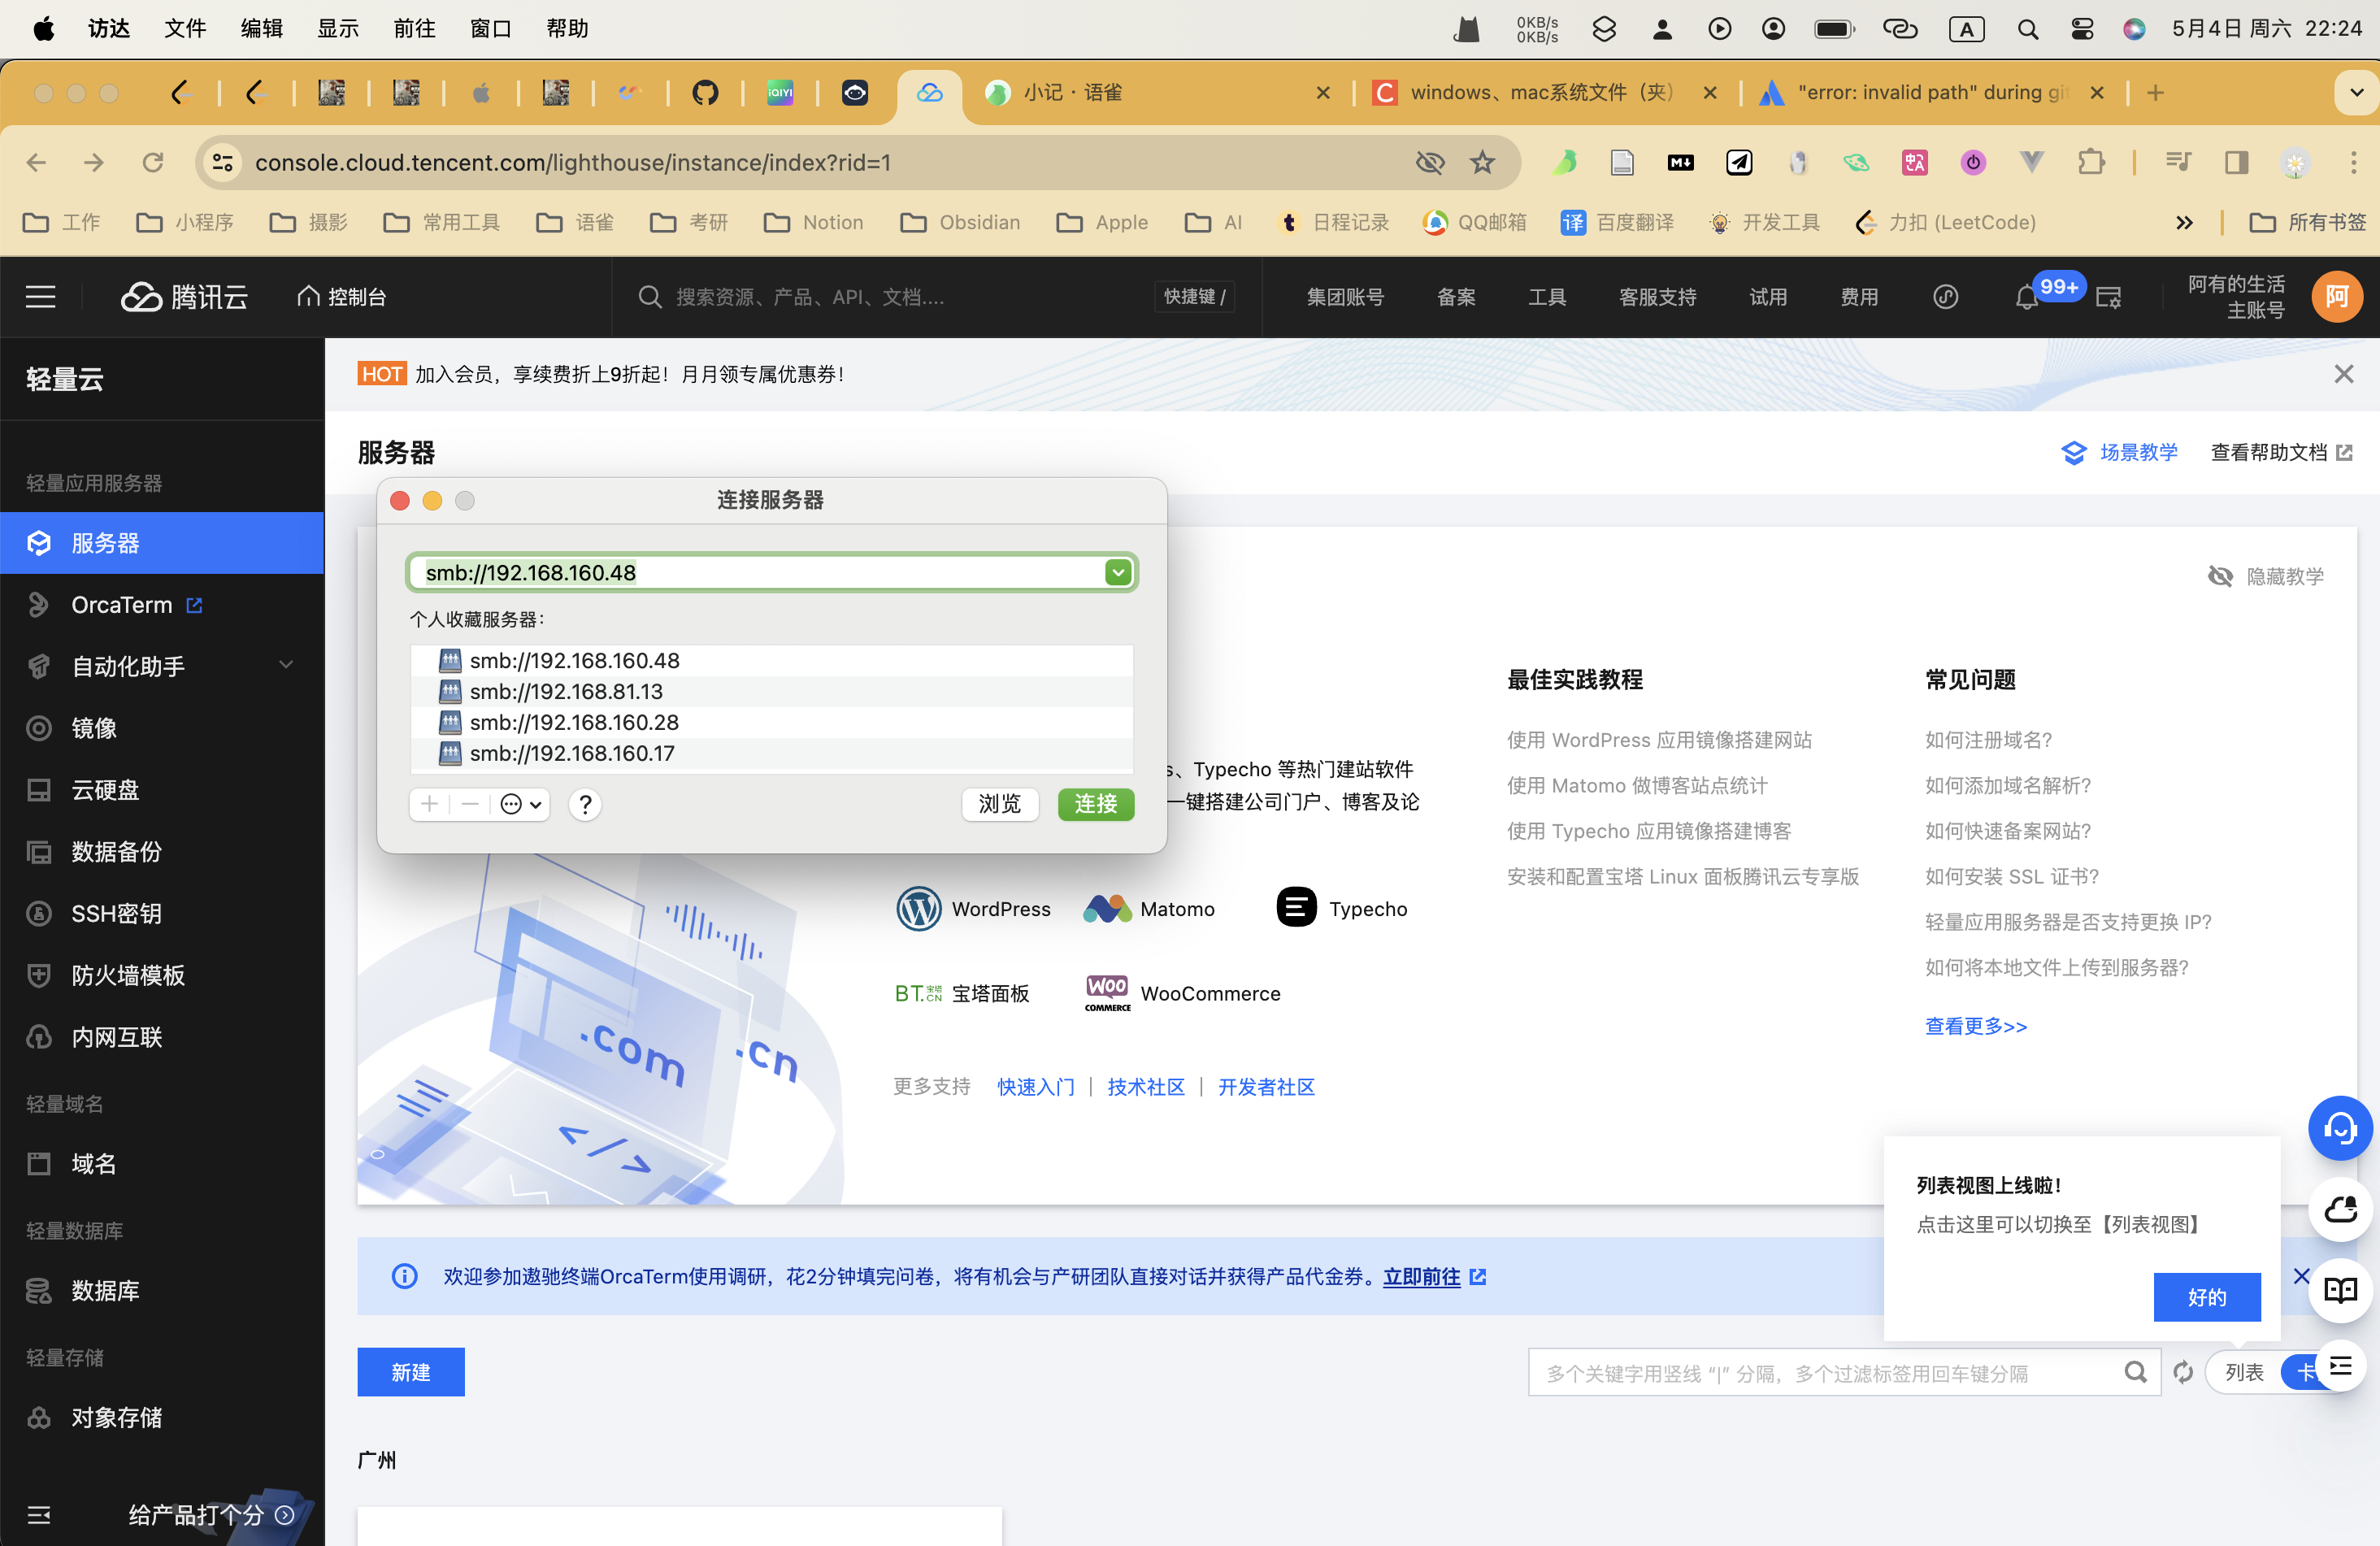 访达 文件 编辑 显示 前往 窗口 帮助
0KB/s
0KB/s
A
5月4日 周六 22:24
iQIYI
小记 · 语雀
windows、mac系统文件（夹）
"error: invalid path" during git
console.cloud.tencent.com/lighthouse/instance/index?rid=1
工作 小程序 摄影 常用工具 语雀 考研 Notion Obsidian Apple AI 日程记录 QQ邮箱 百度翻译 开发工具 力扣 (LeetCode) 所有书签
腾讯云 控制台
搜索资源、产品、API、文档....
快捷键 /
集团账号 备案 工具 客服支持 试用 费用
99+
阿有的生活
主账号
阿
轻量云
轻量应用服务器
服务器
OrcaTerm
自动化助手
镜像
云硬盘
数据备份
SSH密钥
防火墙模板
内网互联
轻量域名
域名
轻量数据库
数据库
轻量存储
对象存储
给产品打个分
HOT 加入会员，享续费折上9折起！月月领专属优惠券！
服务器
场景教学 查看帮助文档
连接服务器
smb://192.168.160.48
个人收藏服务器：
smb://192.168.160.48
smb://192.168.81.13
smb://192.168.160.28
smb://192.168.160.17
?
浏览 连接
隐藏教学
s、Typecho 等热门建站软件
一键搭建公司门户、博客及论
WordPress Matomo Typecho
BT.宝塔CN 宝塔面板 WOO COMMERCE WooCommerce
更多支持 快速入门 | 技术社区 | 开发者社区
.com
.cn
</>
最佳实践教程
使用 WordPress 应用镜像搭建网站
使用 Matomo 做博客站点统计
使用 Typecho 应用镜像搭建博客
安装和配置宝塔 Linux 面板腾讯云专享版
常见问题
如何注册域名?
如何添加域名解析?
如何快速备案网站?
如何安装 SSL 证书?
轻量应用服务器是否支持更换 IP?
如何将本地文件上传到服务器?
查看更多>>
列表视图上线啦！
点击这里可以切换至【列表视图】
好的
欢迎参加遨驰终端OrcaTerm使用调研，花2分钟填完问卷，将有机会与产研团队直接对话并获得产品代金券。立即前往
新建
多个关键字用竖线 “|” 分隔，多个过滤标签用回车键分隔
列表 卡
广州